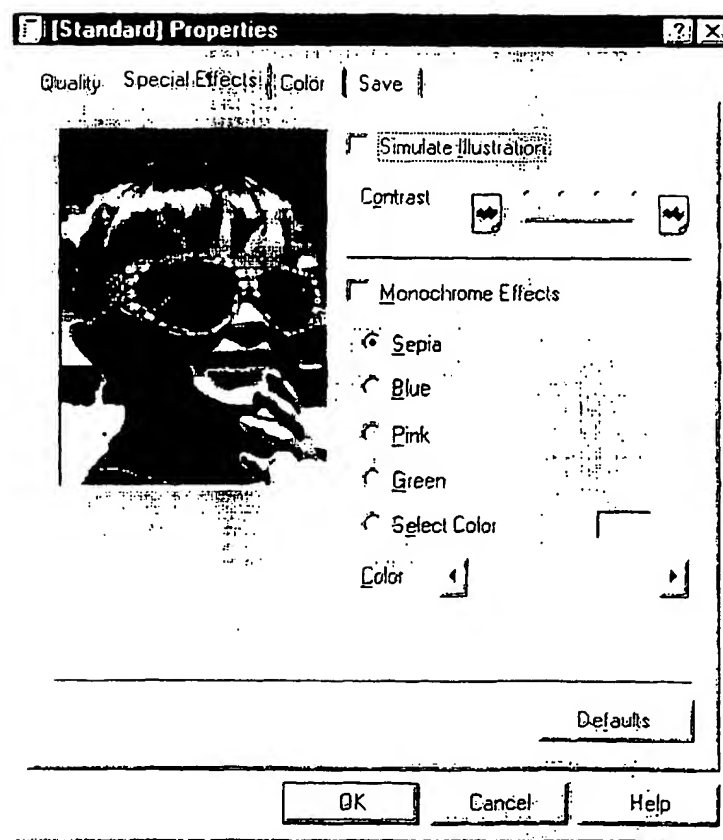 [Standard] Properties
Quality Special Effects Color Save
Simulate Illustration
Contrast
Monochrome Effects
Sepia
Blue
Pink
Green
Select Color
Color
Defaults
OK Cancel Help